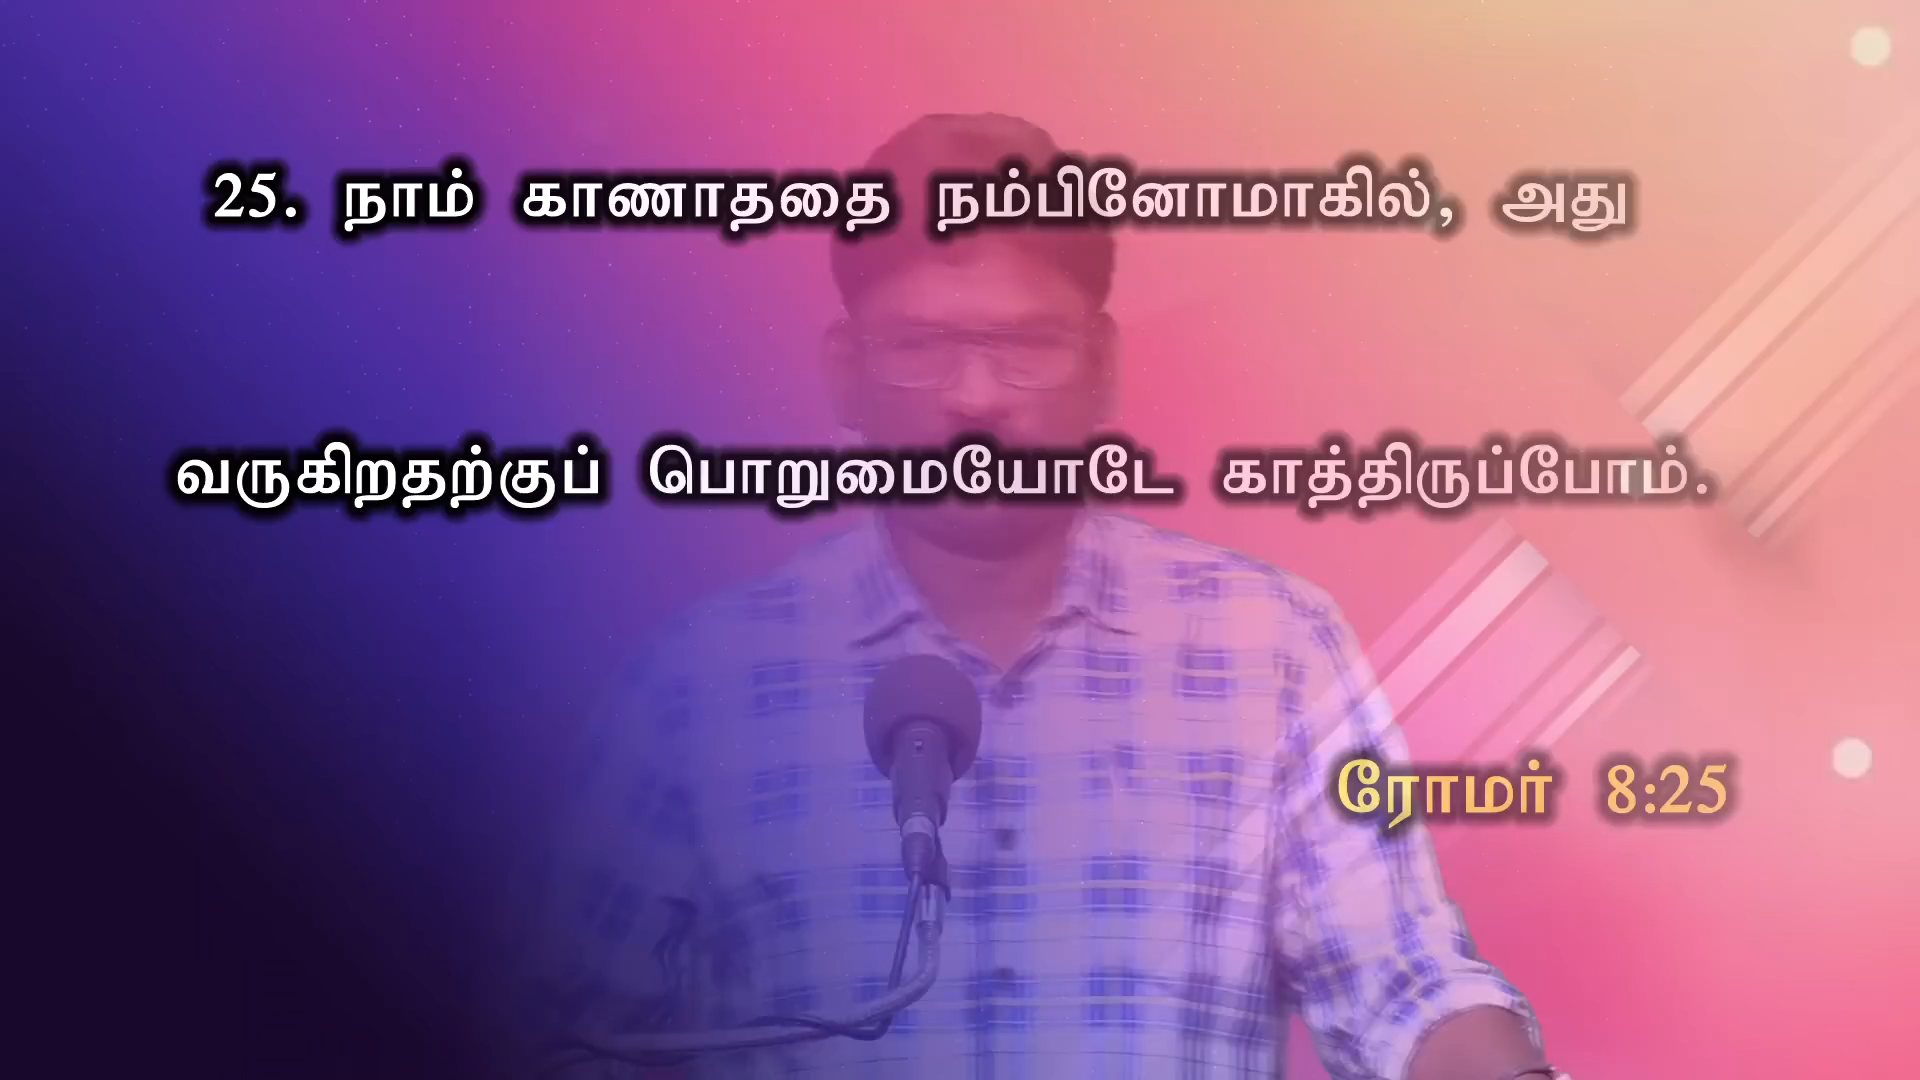 25. நாம் காணாததை நம்பினோமாகில், அது
வருகிறதற்குப் பொறுமையோடே காத்திருப்போம்.
ரோமர் 8:25